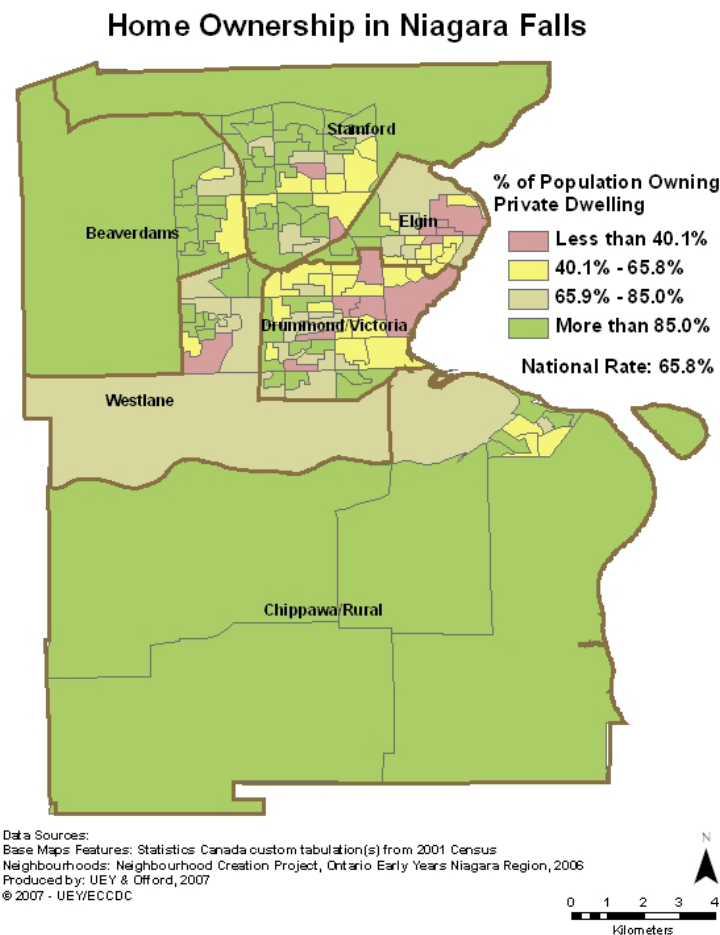 Home Ownership in Niagara Falls
Stamford
% of Population Owning
Private Dwelling
Elgin
Beaverdams
Less than 40.1%
40.1% - 65.8%
65.9% - 85.0%
More than 85.0%
Drummond/Victoria
National Rate: 65.8%
Westlane
Chippawa/Rural
Data Sources:
Base Maps Features: Statistics Canada custom tabulation(s) from 2001 Census
Neighbourhoods: Neighbourhood Creation Project, Ontario Early Years Niagara Region, 2006
Produced by: UEY & Offord, 2007
© 2007 - UEY/ECCDC
N
0 1 2 3 4
Kilometers